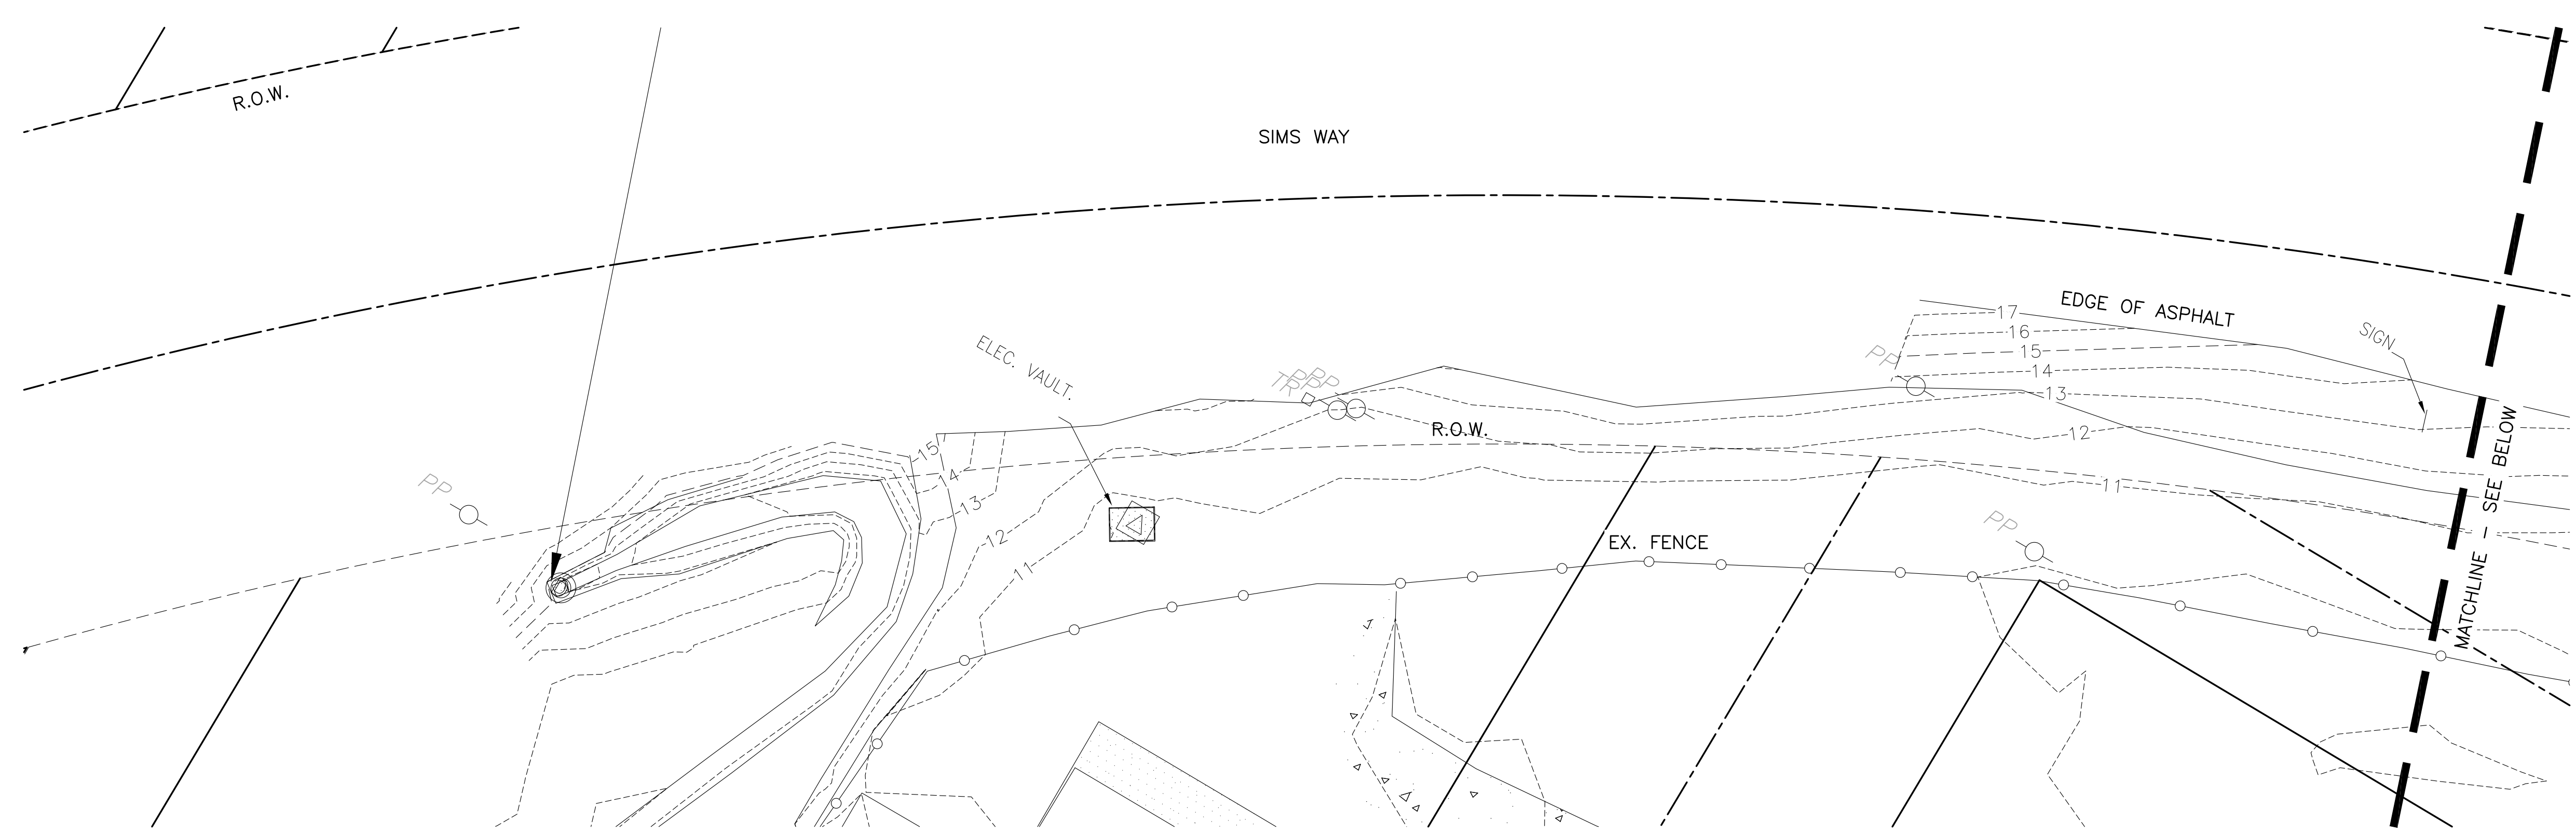 R.O.W.
SIMS WAY
EDGE OF ASPHALT
17
16
15
14
13
12
11
SIGN
PP
ELEC. VAULT.
PP
PP
R.O.W.
15
14
13
12
11
PP
EX. FENCE
PP
MATCHLINE - SEE BELOW